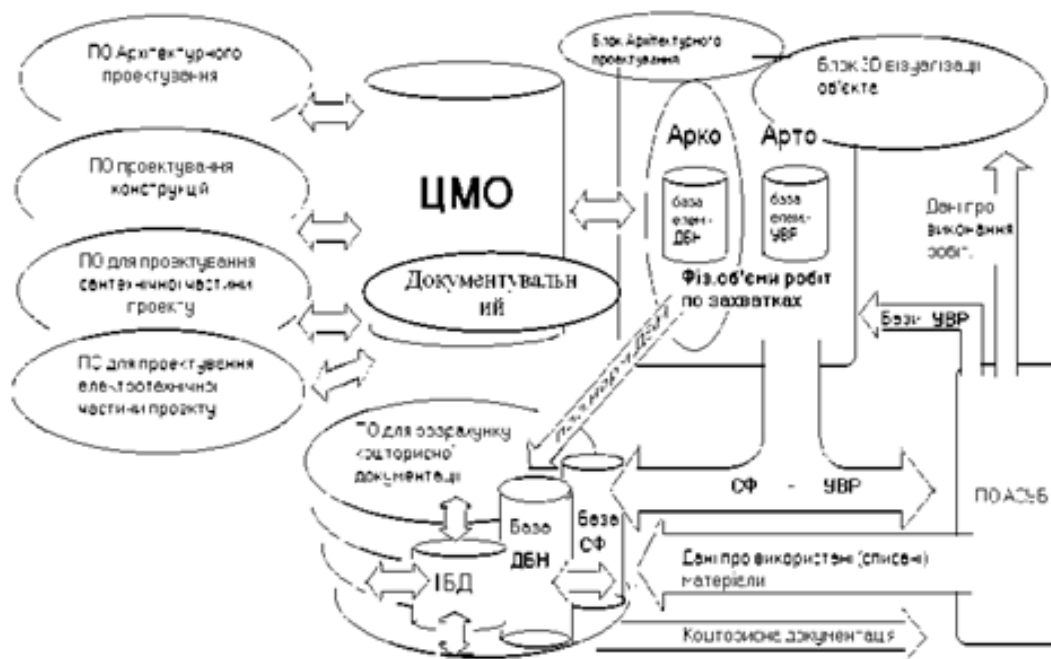 ПО Архітектурного
проектування
ПО проектування
конструкцій
ПО для проектування
сантехнічної частини
проекту
ПО для проектування
електротехнічної
частини проекту
ЦМО
Документувальн
ий
Блок Архітектурного
проектування
Блок 3D візуалізації
об'єкта
Арко
Арто
база
елем.
ДБН
база
елем.
УВР
Фіз.об'єми робіт
по захватках
Дані про
виконання
робіт.
Бази УВР
ПО для розрахунку
кошторисної
документації
База
ДБН
База
СФ
ІБД
СФ - УВР
ПО АСУБ
Дані про використані (списані)
матеріали
Кошторисна документація